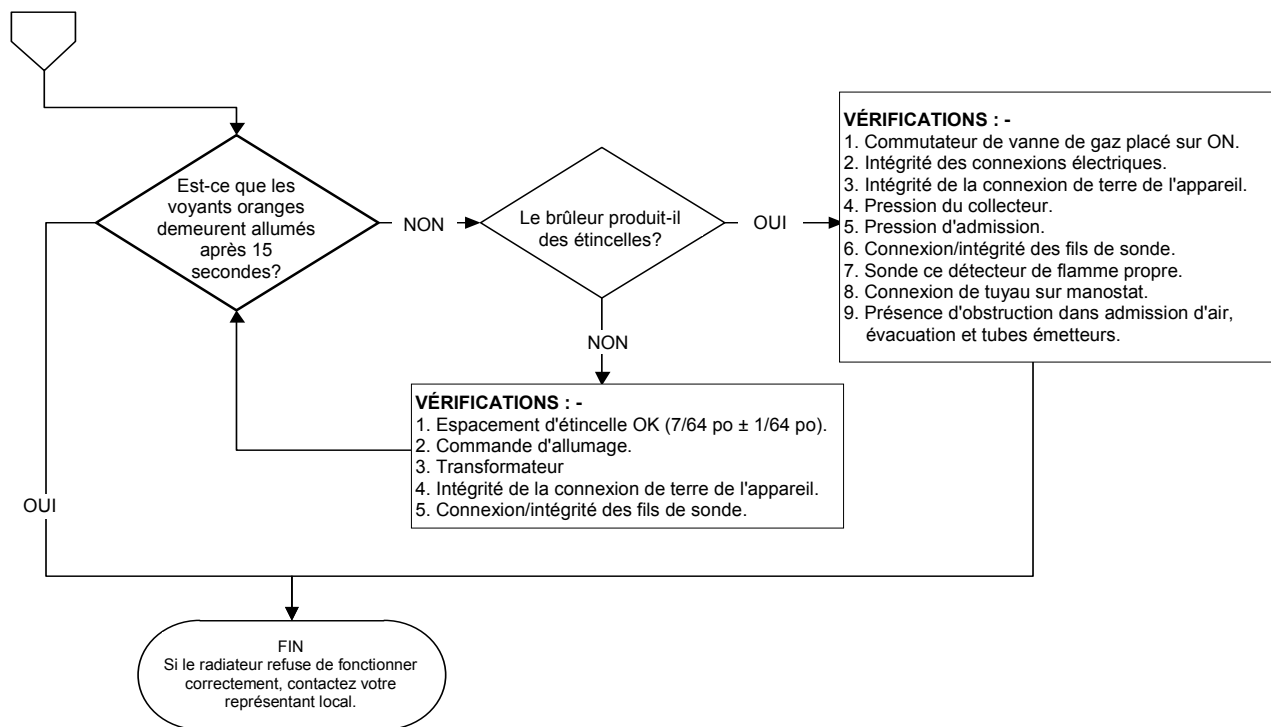 Est-ce que les
voyants oranges
demeurent allumés
après 15
secondes?
NON
Le brûleur produit-il
des étincelles?
OUI
VÉRIFICATIONS : -
1. Commutateur de vanne de gaz placé sur ON.
2. Intégrité des connexions électriques.
3. Intégrité de la connexion de terre de l'appareil.
4. Pression du collecteur.
5. Pression d'admission.
6. Connexion/intégrité des fils de sonde.
7. Sonde ce détecteur de flamme propre.
8. Connexion de tuyau sur manostat.
9. Présence d'obstruction dans admission d'air,
évacuation et tubes émetteurs.
NON
VÉRIFICATIONS : -
1. Espacement d'étincelle OK (7/64 po ± 1/64 po).
2. Commande d'allumage.
3. Transformateur
4. Intégrité de la connexion de terre de l'appareil.
5. Connexion/intégrité des fils de sonde.
OUI
FIN
Si le radiateur refuse de fonctionner
correctement, contactez votre
représentant local.